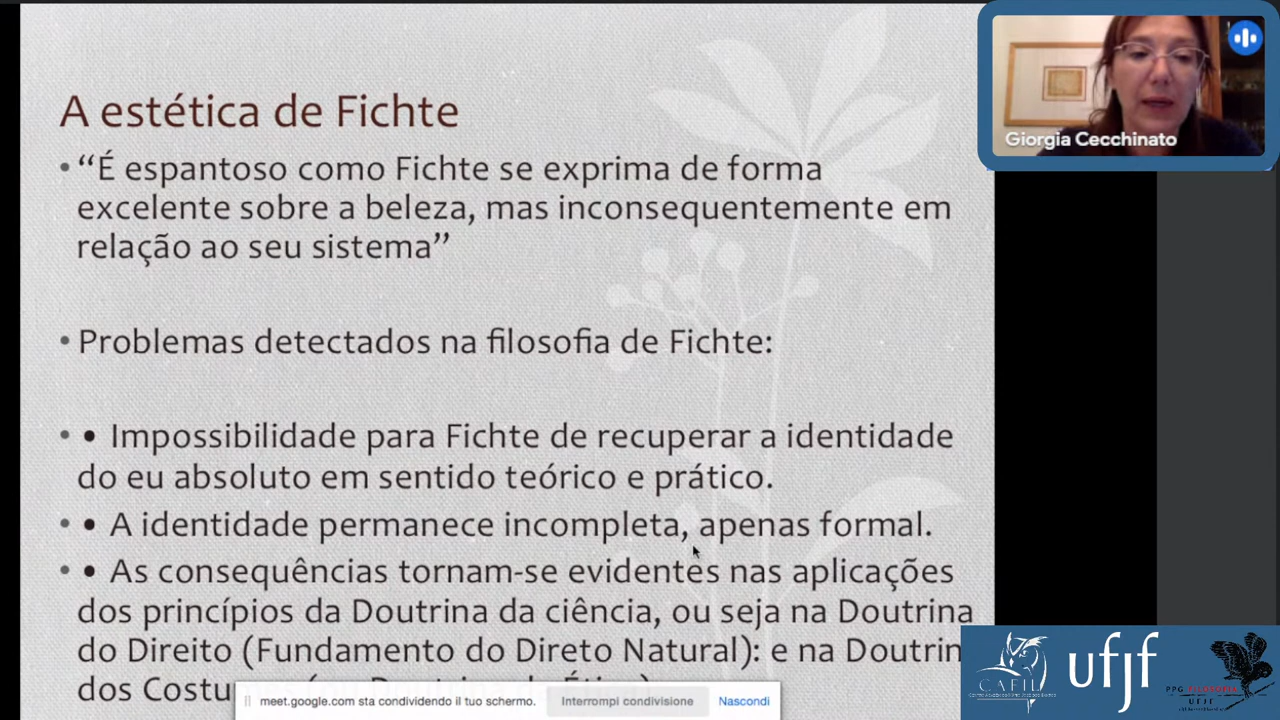 A estética de Fichte
• “É espantoso como Fichte se exprima de forma
excelente sobre a beleza, mas inconsequentemente em
relação ao seu sistema”
• Problemas detectados na filosofia de Fichte:
• • Impossibilidade para Fichte de recuperar a identidade
do eu absoluto em sentido teórico e prático.
• • A identidade permanece incompleta, apenas formal.
• • As consequências tornam-se evidentes nas aplicações
dos princípios da Doutrina da ciência, ou seja na Doutrina
do Direito (Fundamento do Direto Natural): e na Doutrin
dos Costu
meet.google.com sta condividendo il tuo schermo. Interrompi condivisione Nascondi
Giorgia Cecchinato
CAFIL
ufjf
PPG FILOSOFIA
UFJF